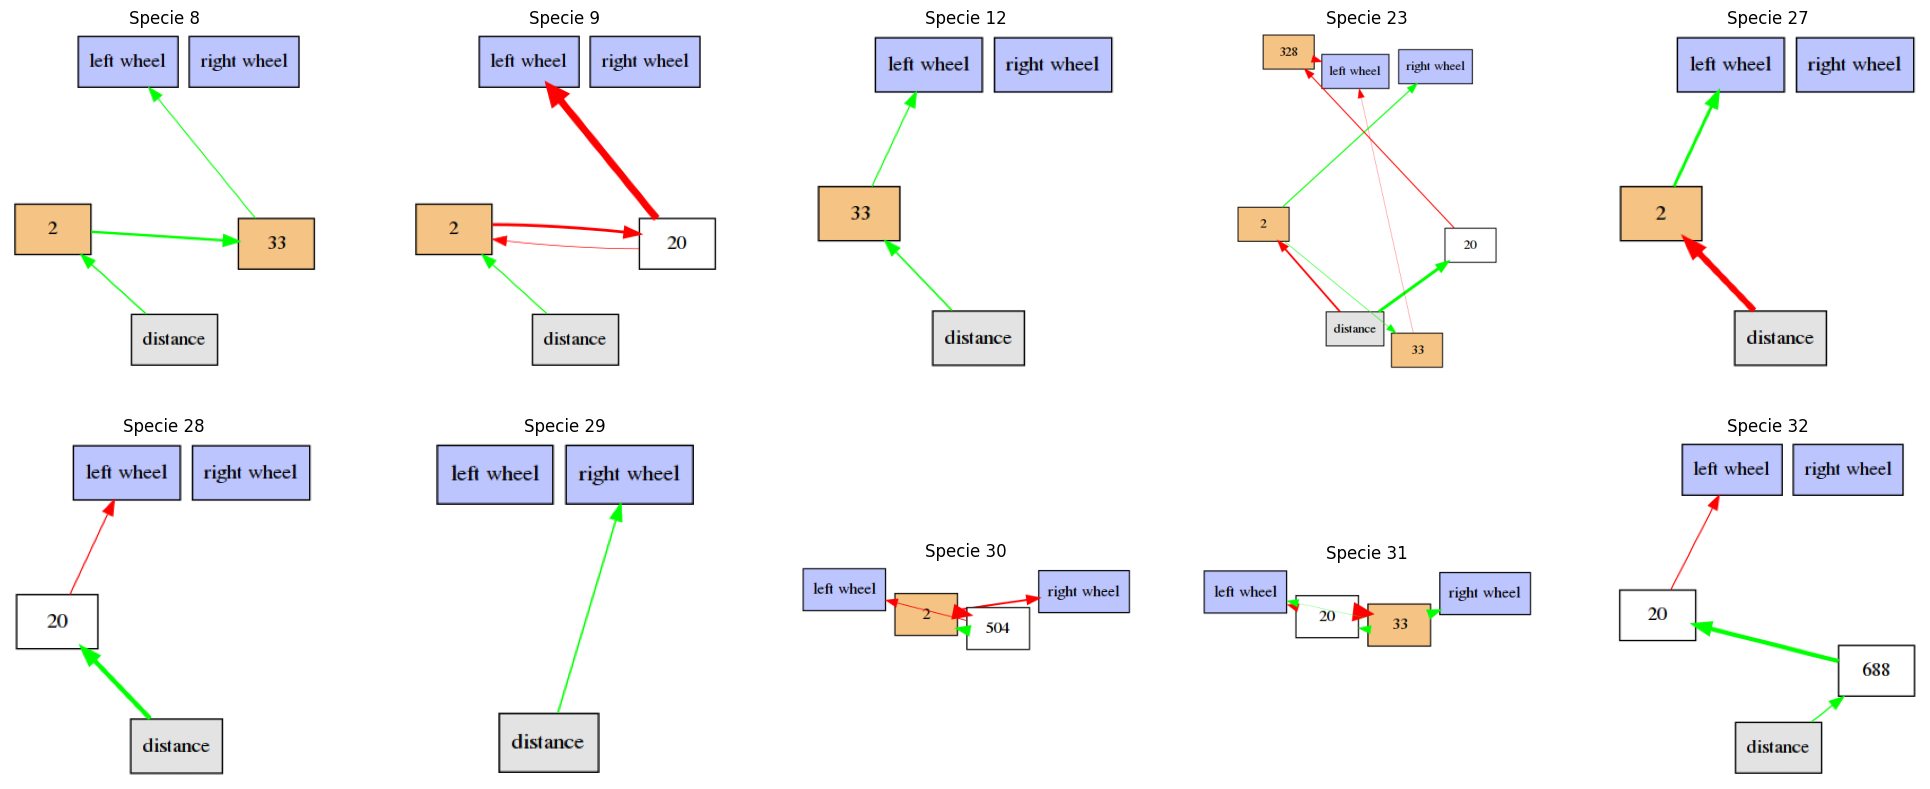 Specie 8
left wheel
right wheel
2
33
distance
Specie 9
left wheel
right wheel
2
20
distance
Specie 12
left wheel
right wheel
33
distance
Specie 23
328
left wheel
right wheel
2
20
distance
33
Specie 27
left wheel
right wheel
2
distance
Specie 28
left wheel
right wheel
20
distance
Specie 29
left wheel
right wheel
distance
Specie 30
left wheel
right wheel
2
504
Specie 31
left wheel
right wheel
20
33
Specie 32
left wheel
right wheel
20
688
distance